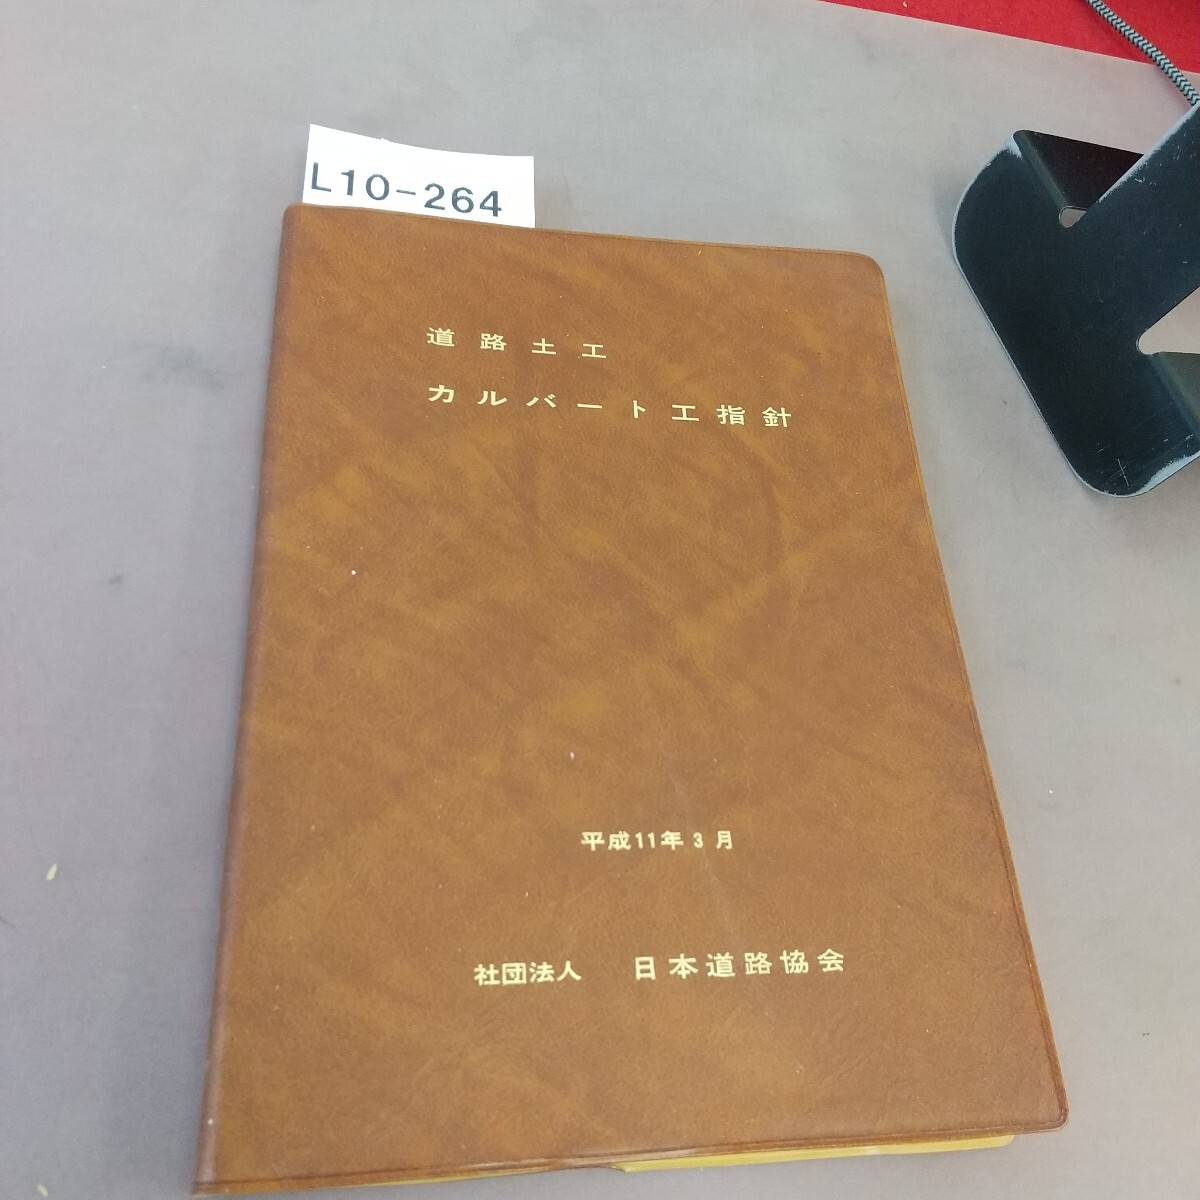 L10-264
道路土工
カルバート工指針
平成11年3月
社団法人 日本道路協会